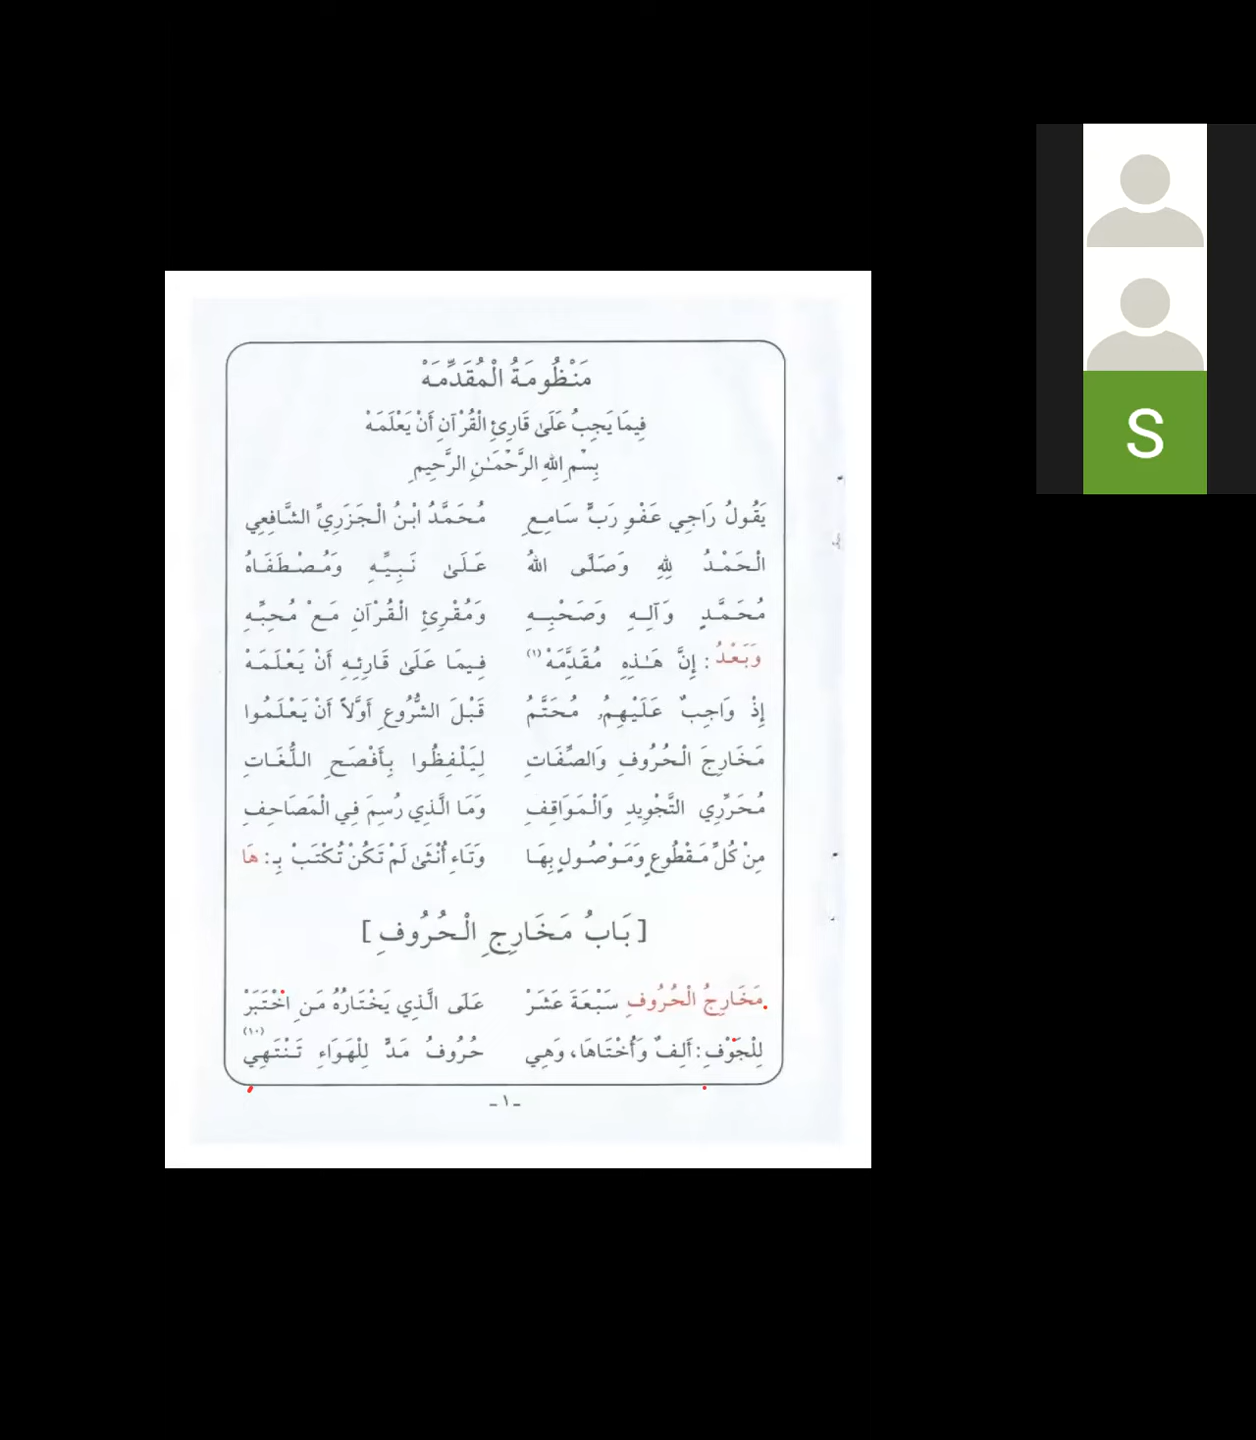 مَنْظُومَةُ الْمُقَدِّمَهْ
فِيمَا يَجِبُ عَلَىٰ قَارِئِ الْقُرْآنِ أَنْ يَعْلَمَهْ
بِسْمِ اللهِ الرَّحْمَـٰنِ الرَّحِيمِ
يَقُولُ رَاجِي عَفْوِ رَبٍّ سَامِعِ مُحَمَّدُ ابْنُ الْجَزَرِيِّ الشَّافِعِي
الْحَمْدُ لِلهِ وَصَلَّى اللهُ عَلَىٰ نَبِيِّهِ وَمُصْطَفَاهُ
مُحَمَّدٍ وَآلِهِ وَصَحْبِهِ وَمُقْرِئِ الْقُرْآنِ مَعْ مُحِبِّهِ
وَبَعْدُ: إِنَّ هَـٰذِهِ مُقَدِّمَهْ (١) فِيمَا عَلَىٰ قَارِئِهِ أَنْ يَعْلَمَهْ
إِذْ وَاجِبٌ عَلَيْهِمُ مُحَتَّمُ قَبْلَ الشُّرُوعِ أَوَّلًا أَنْ يَعْلَمُوا
مَخَارِجَ الْحُرُوفِ وَالصِّفَاتِ لِيَلْفِظُوا بِأَفْصَحِ اللُّغَاتِ
مُحَرِّرِي التَّجْوِيدِ وَالْمَوَاقِفِ وَمَا الَّذِي رُسِمَ فِي الْمَصَاحِفِ
مِنْ كُلِّ مَقْطُوعٍ وَمَوْصُولٍ بِهَا وَتَاءِ أُنْثَىٰ لَمْ تَكُنْ تُكْتَبْ بِـ: هَا
[بَابُ مَخَارِجِ الْحُرُوفِ]
مَخَارِجُ الْحُرُوفِ سَبْعَةَ عَشَرْ عَلَى الَّذِي يَخْتَارُهُ مَنِ اخْتَبَرْ
لِلْجَوْفِ: أَلِفٌ وَأُخْتَاهَا، وَهِي حُرُوفُ مَدٍّ لِلْهَوَاءِ تَنْتَهِي (١٠)
- ١ -
S